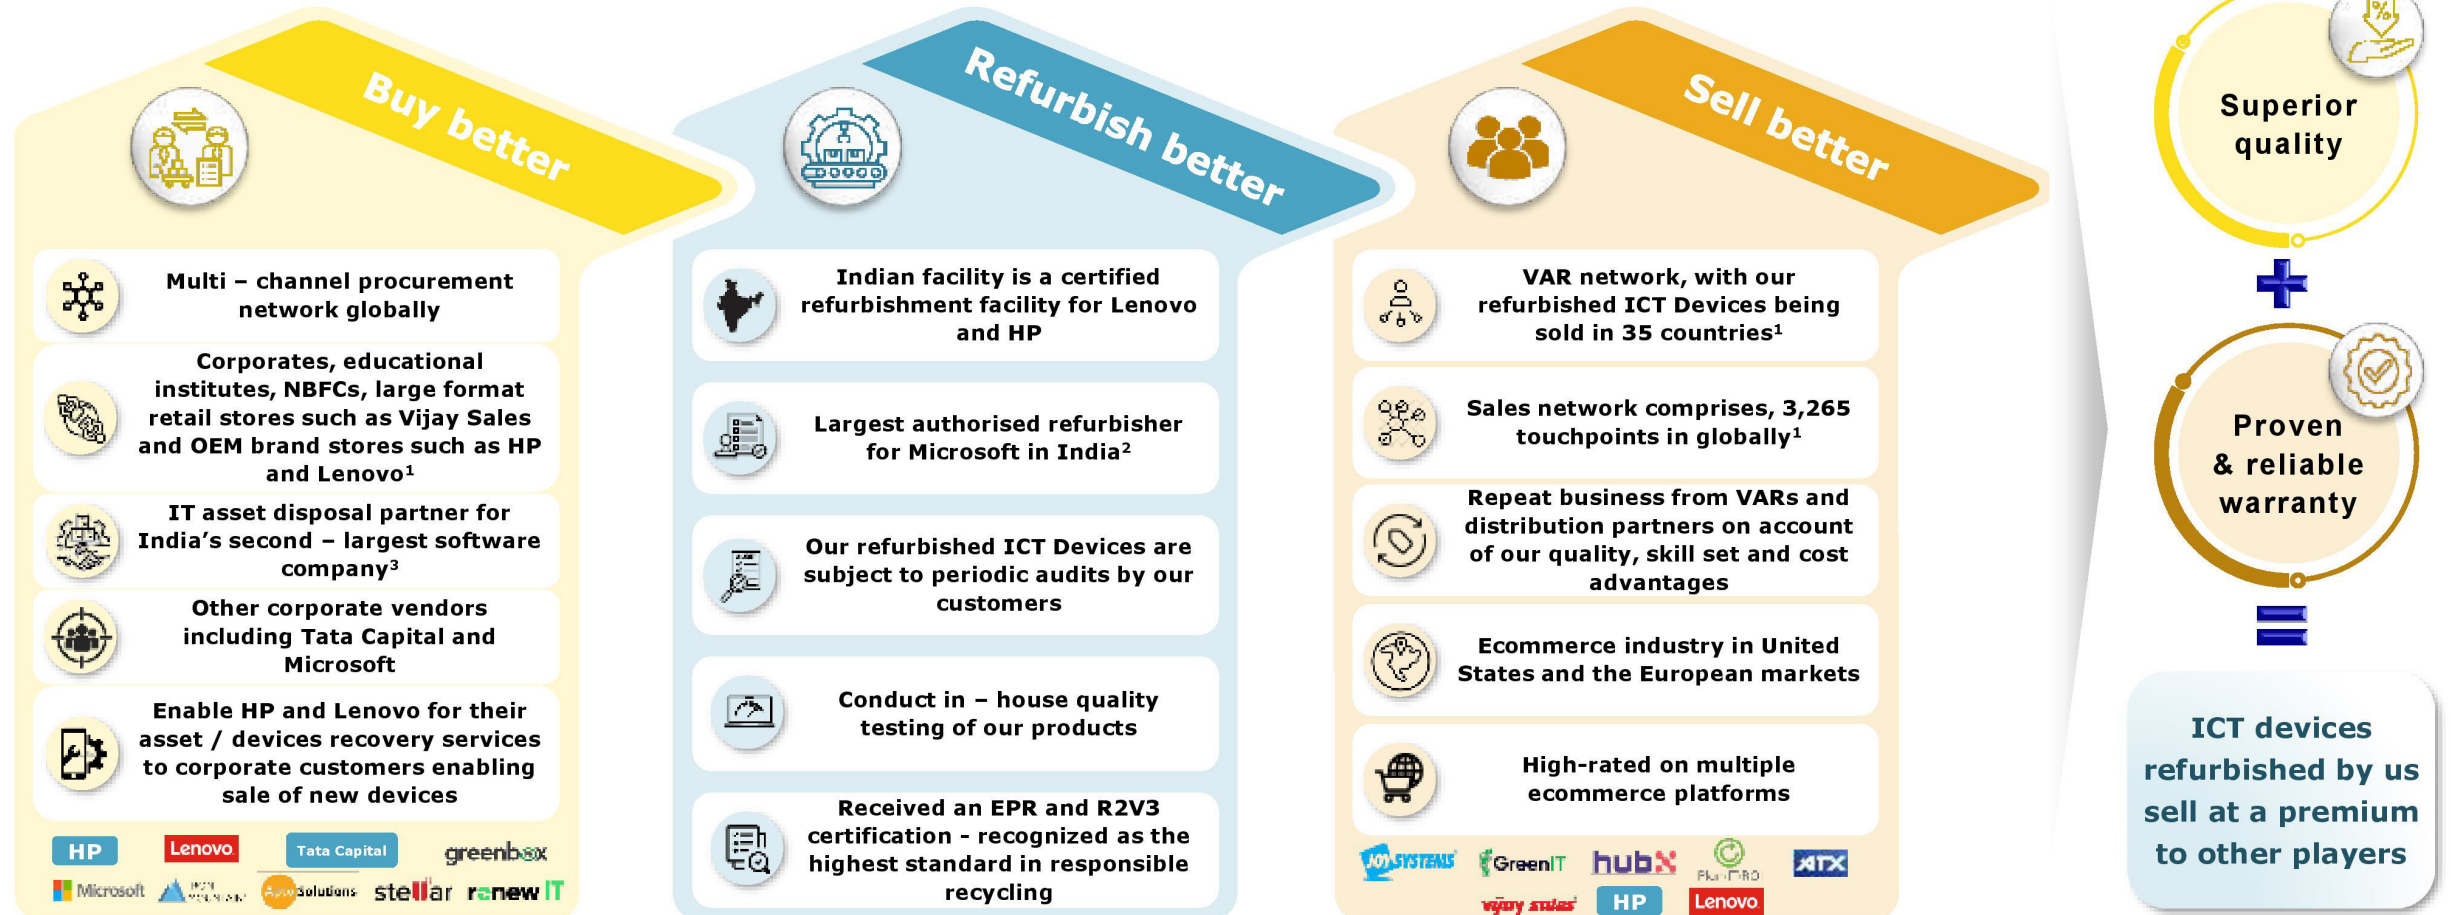 Buy better
Multi – channel procurement
network globally
Corporates, educational
institutes, NBFCs, large format
retail stores such as Vijay Sales
and OEM brand stores such as HP
and Lenovo¹
IT asset disposal partner for
India's second – largest software
company³
Other corporate vendors
including Tata Capital and
Microsoft
Enable HP and Lenovo for their
asset / devices recovery services
to corporate customers enabling
sale of new devices
HP
Lenovo
Tata Capital
greenbox
Microsoft
Solutions
stellar
renew IT
Refurbish better
Indian facility is a certified
refurbishment facility for Lenovo
and HP
Largest authorised refurbisher
for Microsoft in India²
Our refurbished ICT Devices are
subject to periodic audits by our
customers
Conduct in – house quality
testing of our products
Received an EPR and R2V3
certification - recognized as the
highest standard in responsible
recycling
Sell better
VAR network, with our
refurbished ICT Devices being
sold in 35 countries¹
Sales network comprises, 3,265
touchpoints in globally¹
Repeat business from VARs and
distribution partners on account
of our quality, skill set and cost
advantages
Ecommerce industry in United
States and the European markets
High-rated on multiple
ecommerce platforms
JOY SYSTEMS
GreenIT
hubX
ATX
vijay sales
HP
Lenovo
%
Superior
quality
+
Proven
& reliable
warranty
=
ICT devices
refurbished by us
sell at a premium
to other players